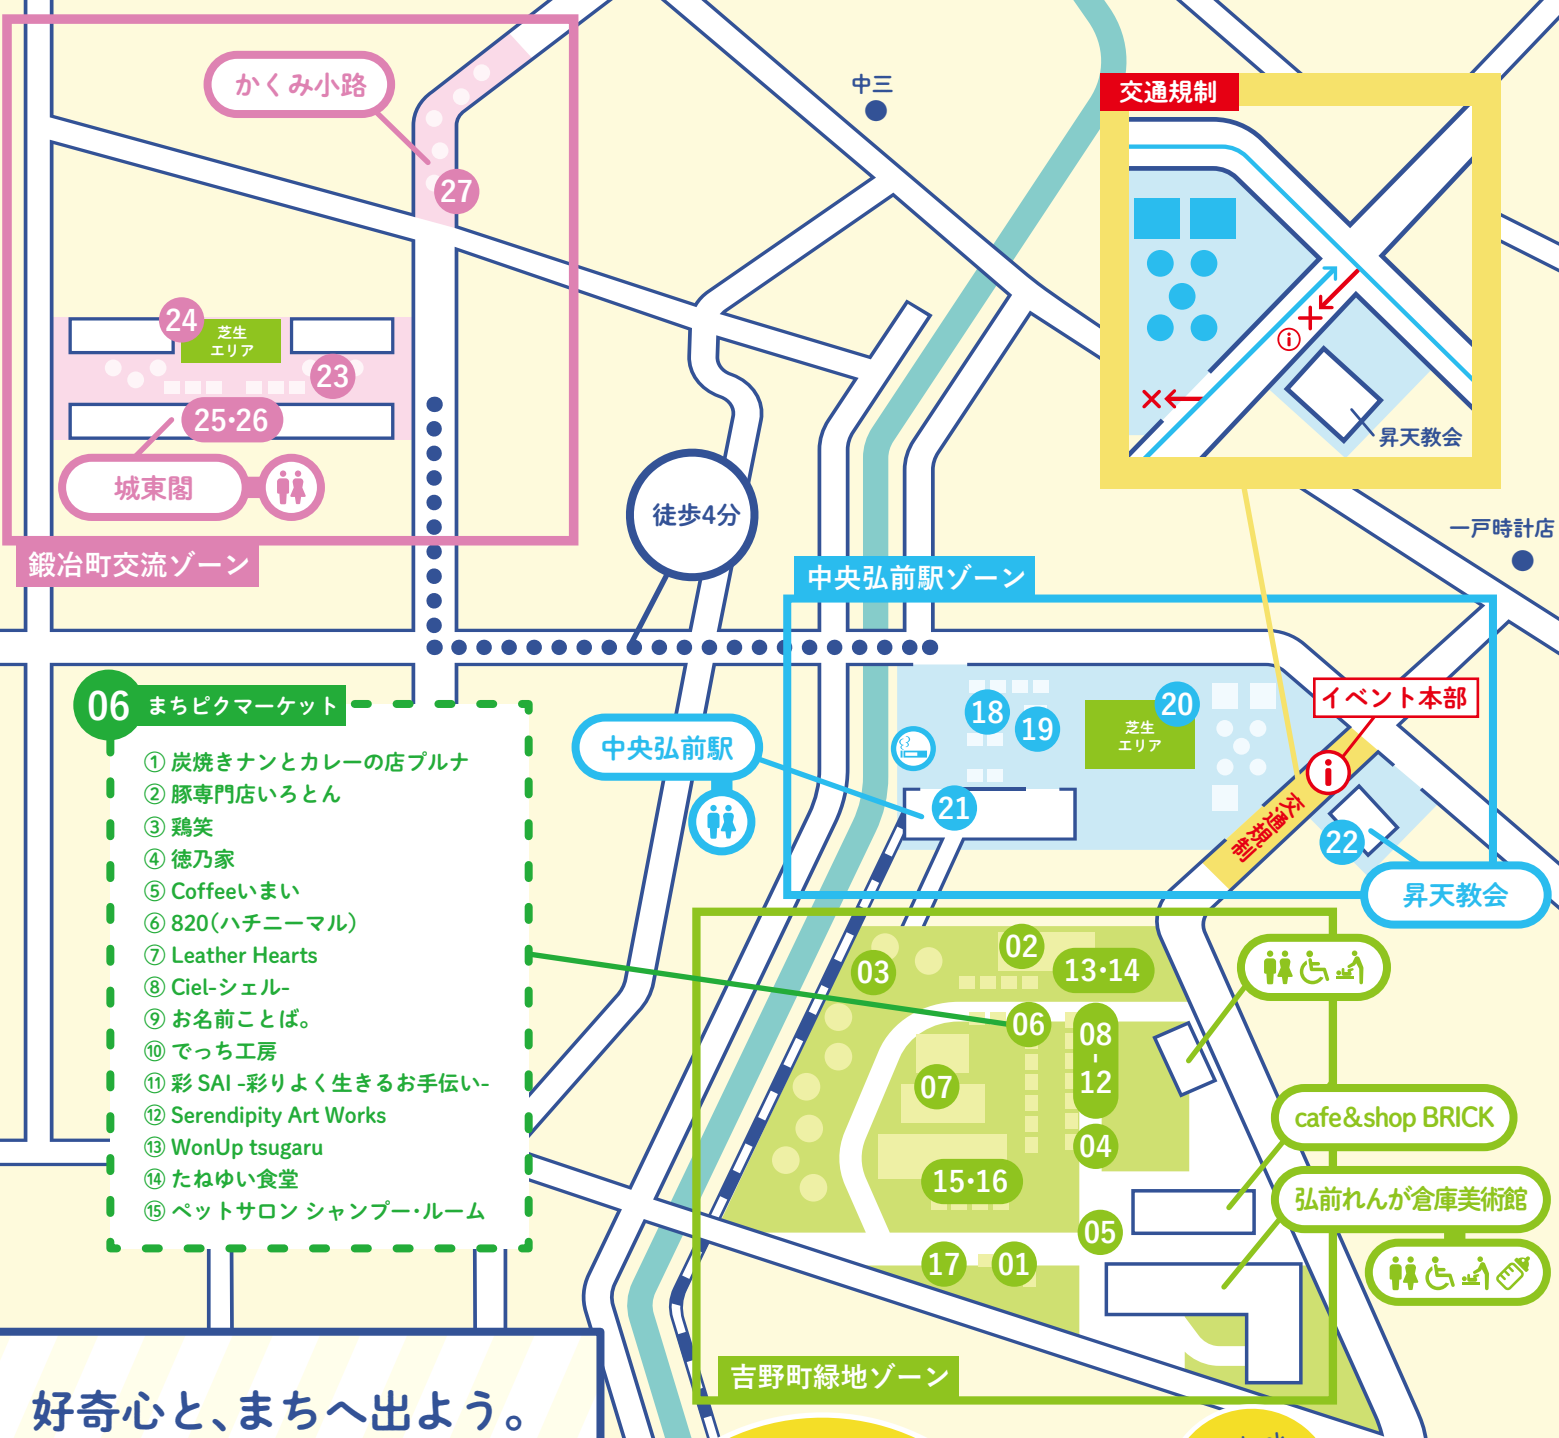 かくみ小路
27
24
芝生
エリア
23
25・26
城東閣
鍛冶町交流ゾーン
中三
交通規制
昇天教会
一戸時計店
徒歩4分
中央弘前駅ゾーン
イベント本部
18
19
20
芝生
エリア
中央弘前駅
21
交通規制
22
昇天教会
06 まちピクマーケット
① 炭焼きナンとカレーの店プルナ
② 豚専門店いろとん
③ 鶏笑
④ 徳乃家
⑤ Coffeeいまい
⑥ 820(ハチニーマル)
⑦ Leather Hearts
⑧ Ciel-シェル-
⑨ お名前ことば。
⑩ でっち工房
⑪ 彩 SAI -彩りよく生きるお手伝い-
⑫ Serendipity Art Works
⑬ WonUp tsugaru
⑭ たねゆい食堂
⑮ ペットサロン シャンプー・ルーム
02
03
13・14
06
08
-
12
07
04
15・16
05
17
01
cafe&shop BRICK
弘前れんが倉庫美術館
吉野町緑地ゾーン
好奇心と、まちへ出よう。